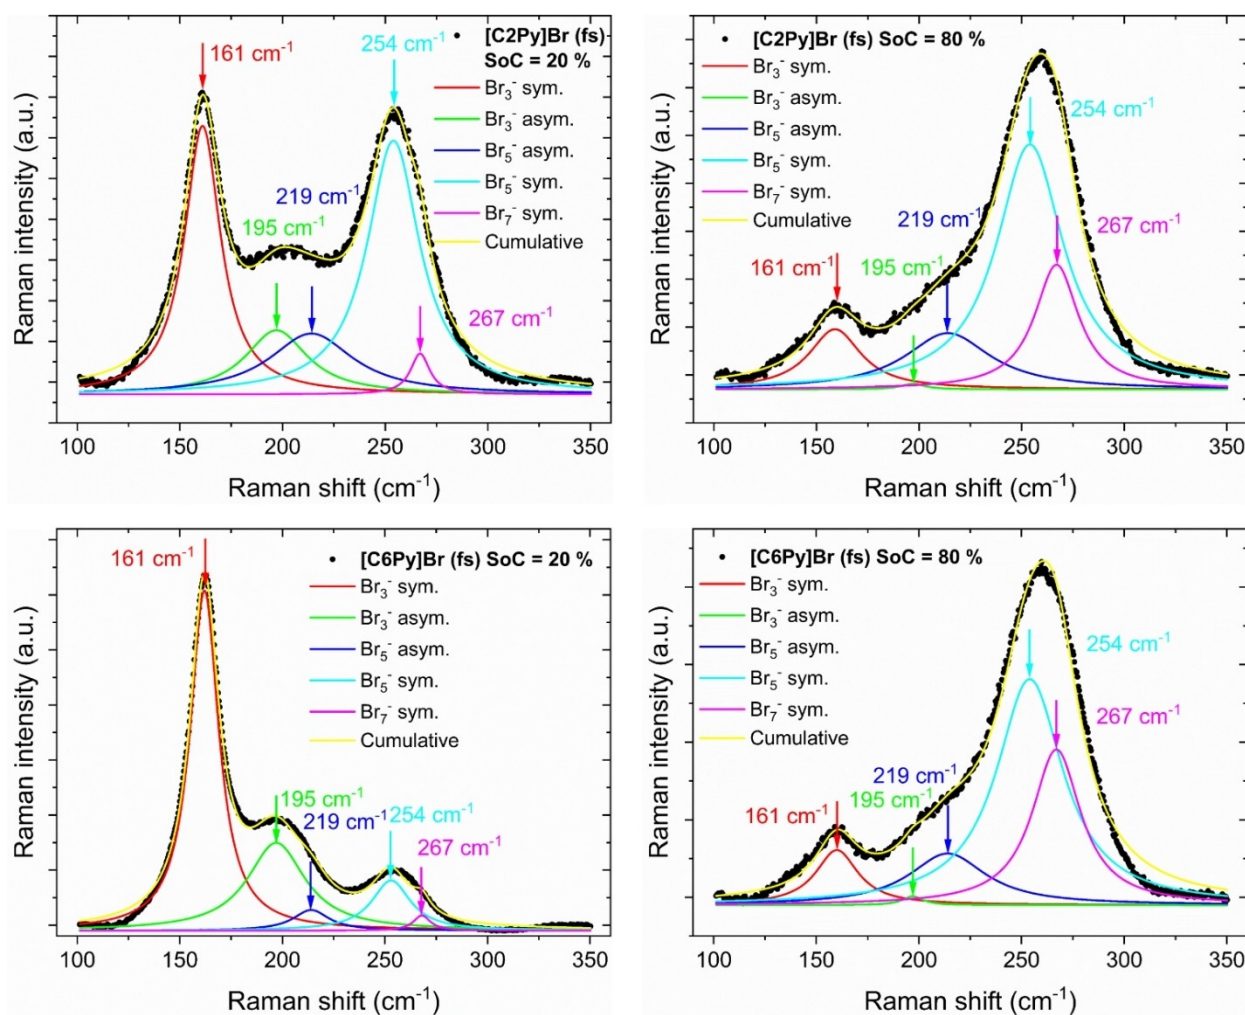 [C2Py]Br (fs)
SoC = 20 %
161 cm⁻¹
254 cm⁻¹
Br₃⁻ sym.
Br₃⁻ asym.
Br₅⁻ asym.
Br₅⁻ sym.
Br₇⁻ sym.
Cumulative
219 cm⁻¹
195 cm⁻¹
267 cm⁻¹
Raman intensity (a.u.)
100 150 200 250 300 350
Raman shift (cm⁻¹)
[C2Py]Br (fs) SoC = 80 %
Br₃⁻ sym.
Br₃⁻ asym.
Br₅⁻ asym.
Br₅⁻ sym.
Br₇⁻ sym.
Cumulative
254 cm⁻¹
219 cm⁻¹
267 cm⁻¹
161 cm⁻¹
195 cm⁻¹
Raman intensity (a.u.)
100 150 200 250 300 350
Raman shift (cm⁻¹)
161 cm⁻¹
[C6Py]Br (fs) SoC = 20 %
Br₃⁻ sym.
Br₃⁻ asym.
Br₅⁻ asym.
Br₅⁻ sym.
Br₇⁻ sym.
Cumulative
195 cm⁻¹
219 cm⁻¹
254 cm⁻¹
267 cm⁻¹
Raman intensity (a.u.)
100 150 200 250 300 350
Raman shift (cm⁻¹)
[C6Py]Br (fs) SoC = 80 %
Br₃⁻ sym.
Br₃⁻ asym.
Br₅⁻ asym.
Br₅⁻ sym.
Br₇⁻ sym.
Cumulative
254 cm⁻¹
267 cm⁻¹
219 cm⁻¹
195 cm⁻¹
161 cm⁻¹
Raman intensity (a.u.)
100 150 200 250 300 350
Raman shift (cm⁻¹)